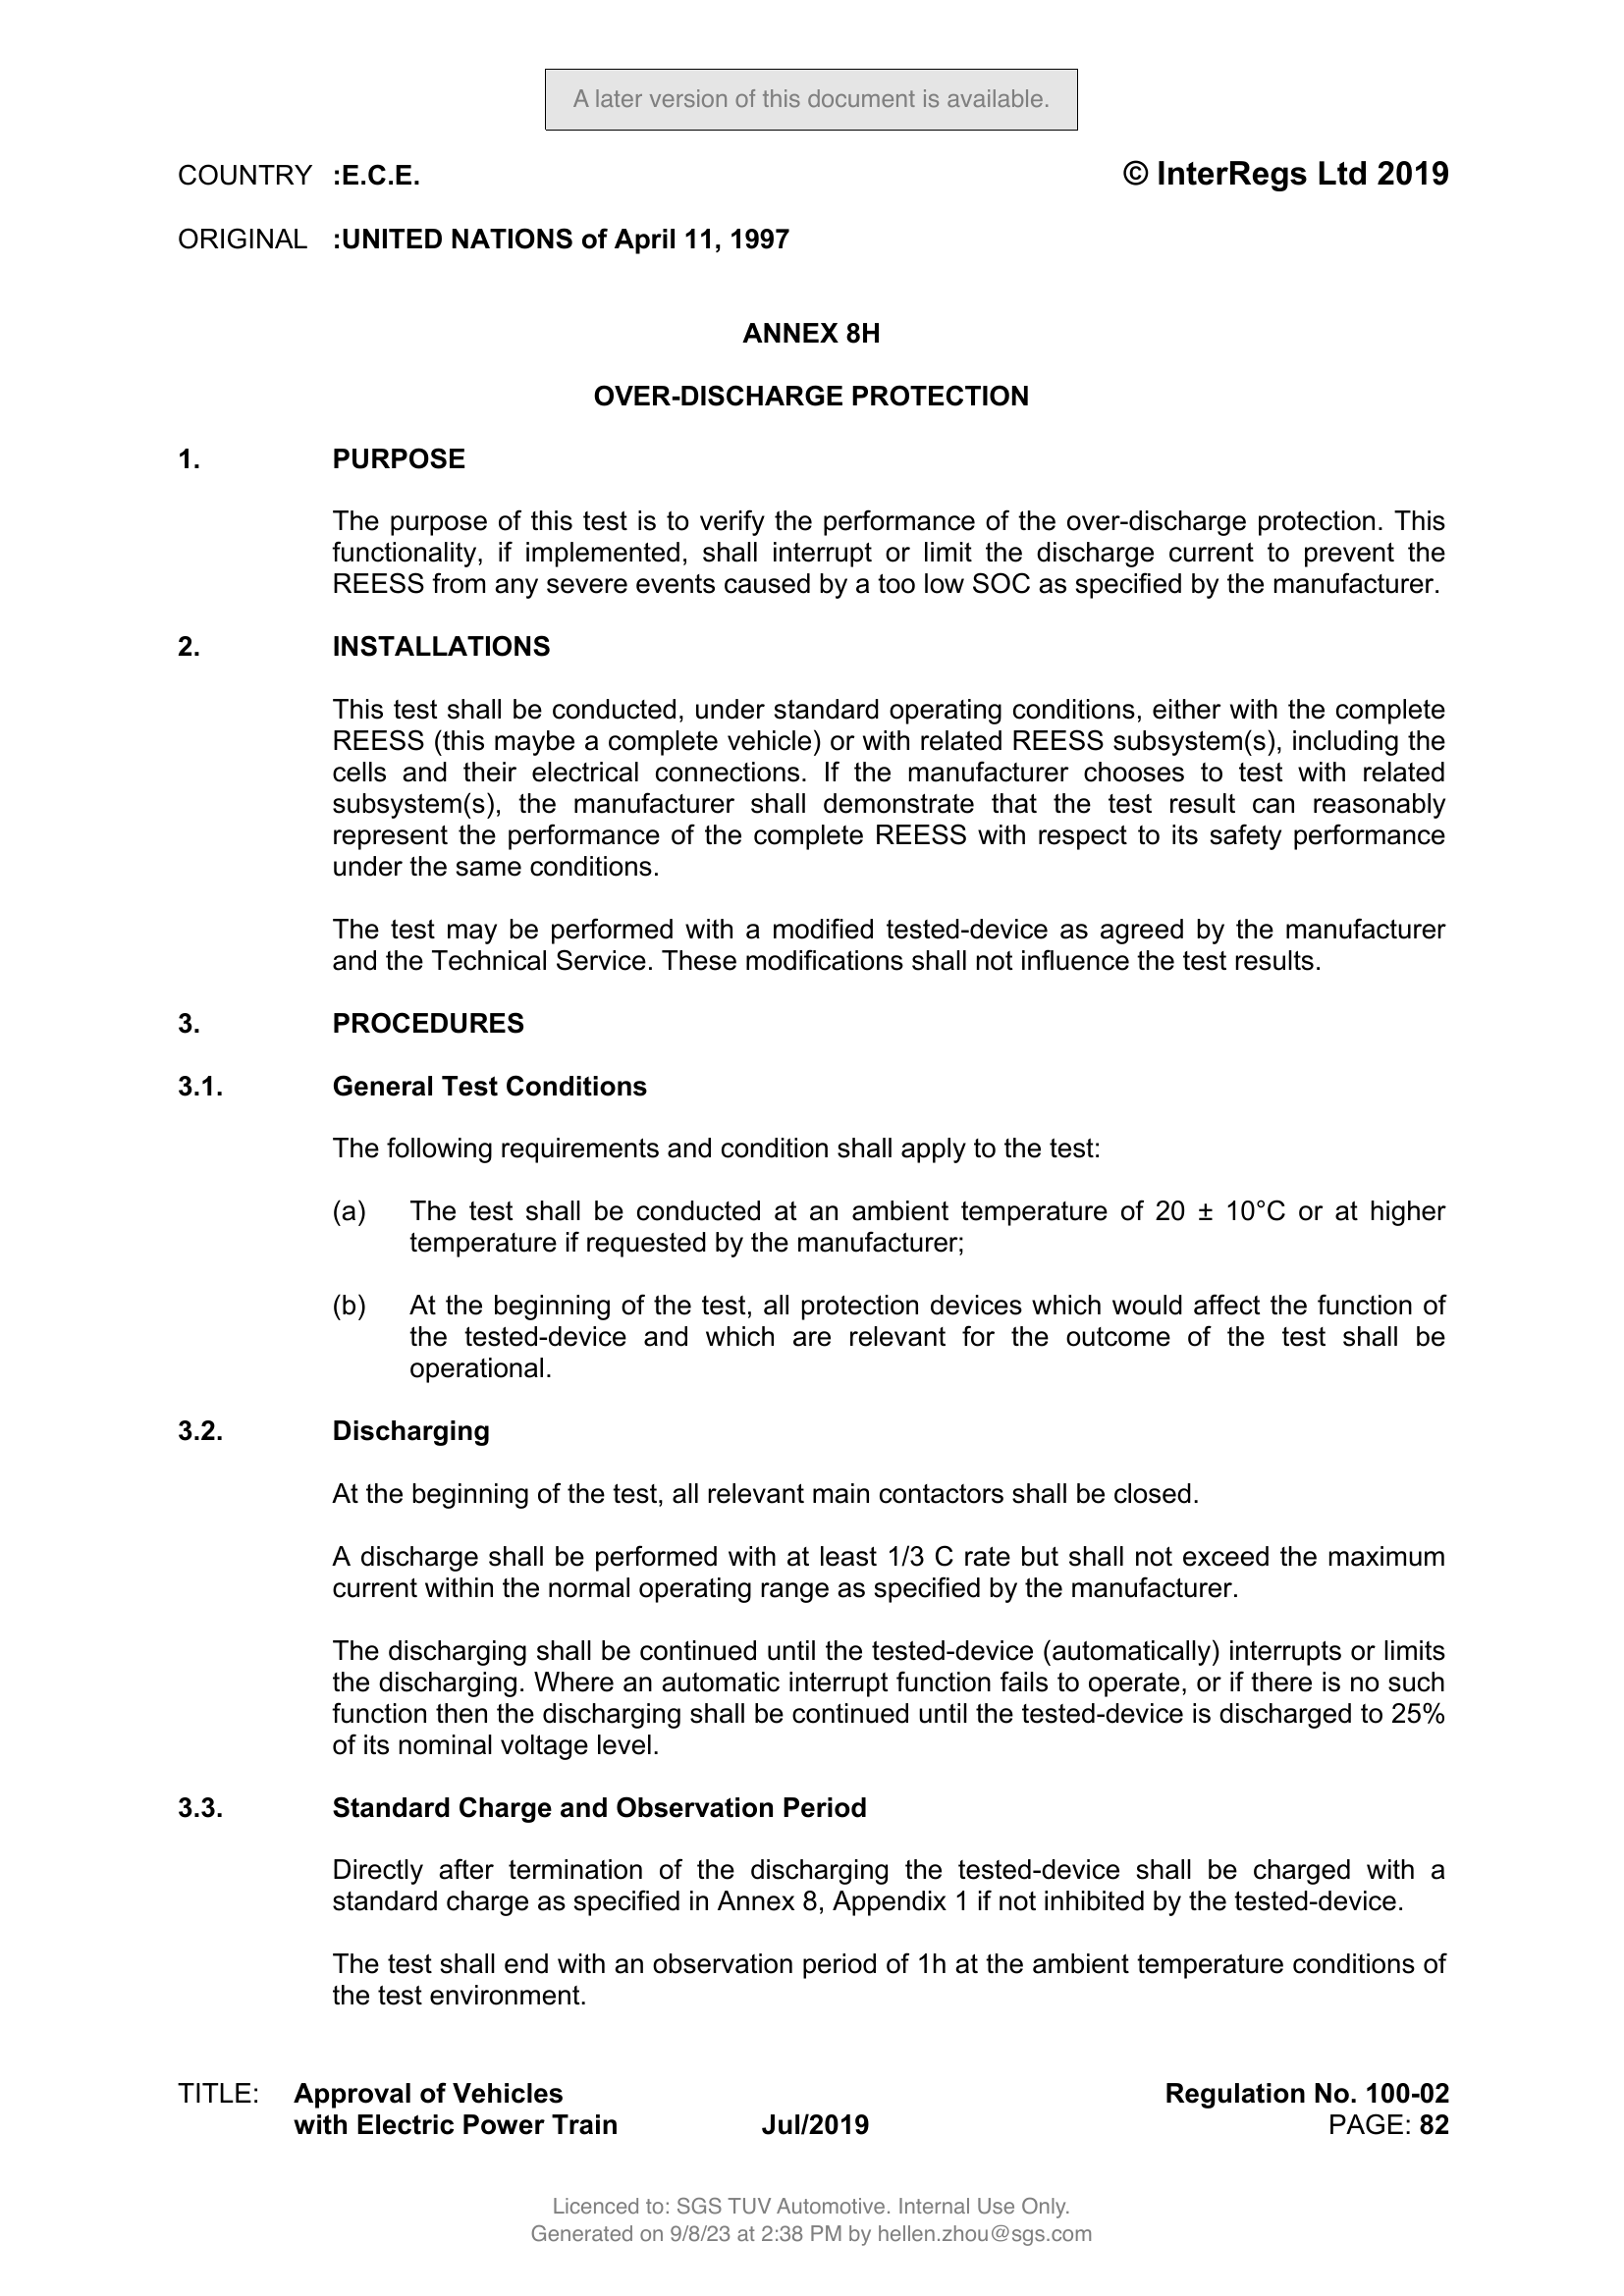 A later version of this document is available.
COUNTRY :E.C.E. © InterRegs Ltd 2019
ORIGINAL :UNITED NATIONS of April 11, 1997
ANNEX 8H
OVER-DISCHARGE PROTECTION
1. PURPOSE
The purpose of this test is to verify the performance of the over-discharge protection. This
functionality, if implemented, shall interrupt or limit the discharge current to prevent the
REESS from any severe events caused by a too low SOC as specified by the manufacturer.
2. INSTALLATIONS
This test shall be conducted, under standard operating conditions, either with the complete
REESS (this maybe a complete vehicle) or with related REESS subsystem(s), including the
cells and their electrical connections. If the manufacturer chooses to test with related
subsystem(s), the manufacturer shall demonstrate that the test result can reasonably
represent the performance of the complete REESS with respect to its safety performance
under the same conditions.
The test may be performed with a modified tested-device as agreed by the manufacturer
and the Technical Service. These modifications shall not influence the test results.
3. PROCEDURES
3.1. General Test Conditions
The following requirements and condition shall apply to the test:
(a) The test shall be conducted at an ambient temperature of 20 ± 10°C or at higher
temperature if requested by the manufacturer;
(b) At the beginning of the test, all protection devices which would affect the function of
the tested-device and which are relevant for the outcome of the test shall be
operational.
3.2. Discharging
At the beginning of the test, all relevant main contactors shall be closed.
A discharge shall be performed with at least 1/3 C rate but shall not exceed the maximum
current within the normal operating range as specified by the manufacturer.
The discharging shall be continued until the tested-device (automatically) interrupts or limits
the discharging. Where an automatic interrupt function fails to operate, or if there is no such
function then the discharging shall be continued until the tested-device is discharged to 25%
of its nominal voltage level.
3.3. Standard Charge and Observation Period
Directly after termination of the discharging the tested-device shall be charged with a
standard charge as specified in Annex 8, Appendix 1 if not inhibited by the tested-device.
The test shall end with an observation period of 1h at the ambient temperature conditions of
the test environment.
TITLE: Approval of Vehicles Regulation No. 100-02
with Electric Power Train Jul/2019 PAGE: 82
Licenced to: SGS TUV Automotive. Internal Use Only.
Generated on 9/8/23 at 2:38 PM by hellen.zhou@sgs.com